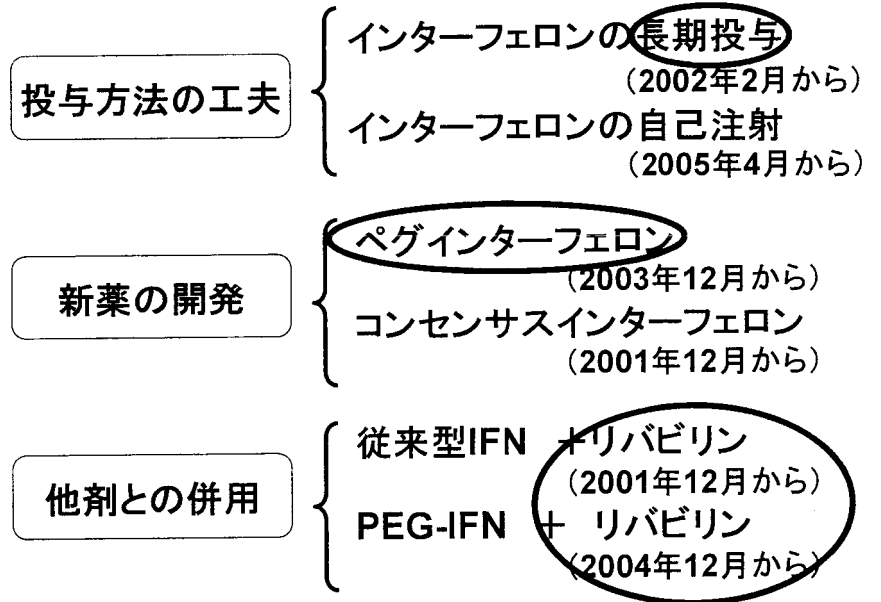 投与方法の工夫
インターフェロンの長期投与
（2002年2月から）
インターフェロンの自己注射
（2005年4月から）
新薬の開発
ペグインターフェロン
（2003年12月から）
コンセンサスインターフェロン
（2001年12月から）
他剤との併用
従来型IFN ＋リバビリン
（2001年12月から）
PEG-IFN ＋ リバビリン
（2004年12月から）